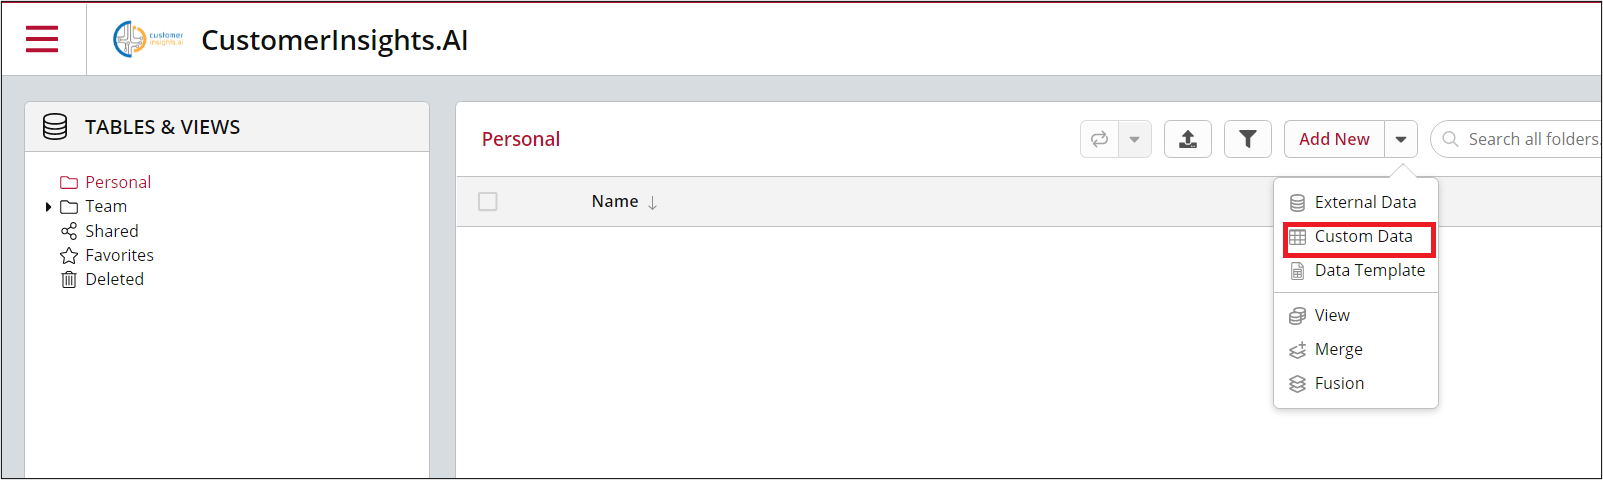 customer
insights.ai
CustomerInsights.AI
TABLES & VIEWS
Personal
Team
Shared
Favorites
Deleted
Personal
Add New
Search all folders.
Name
External Data
Custom Data
Data Template
View
Merge
Fusion